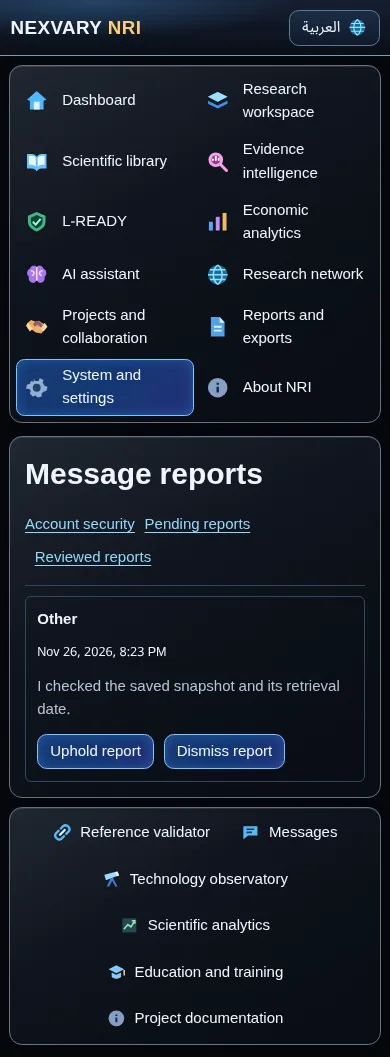 NEXVARY NRI
العربية
Dashboard
Research
workspace
Scientific library
Evidence
intelligence
L-READY
Economic
analytics
AI assistant
Research network
Projects and
collaboration
Reports and
exports
System and
settings
About NRI
Message reports
Account security Pending reports
Reviewed reports
Other
Nov 26, 2026, 8:23 PM
I checked the saved snapshot and its retrieval
date.
Uphold report Dismiss report
Reference validator Messages
Technology observatory
Scientific analytics
Education and training
Project documentation